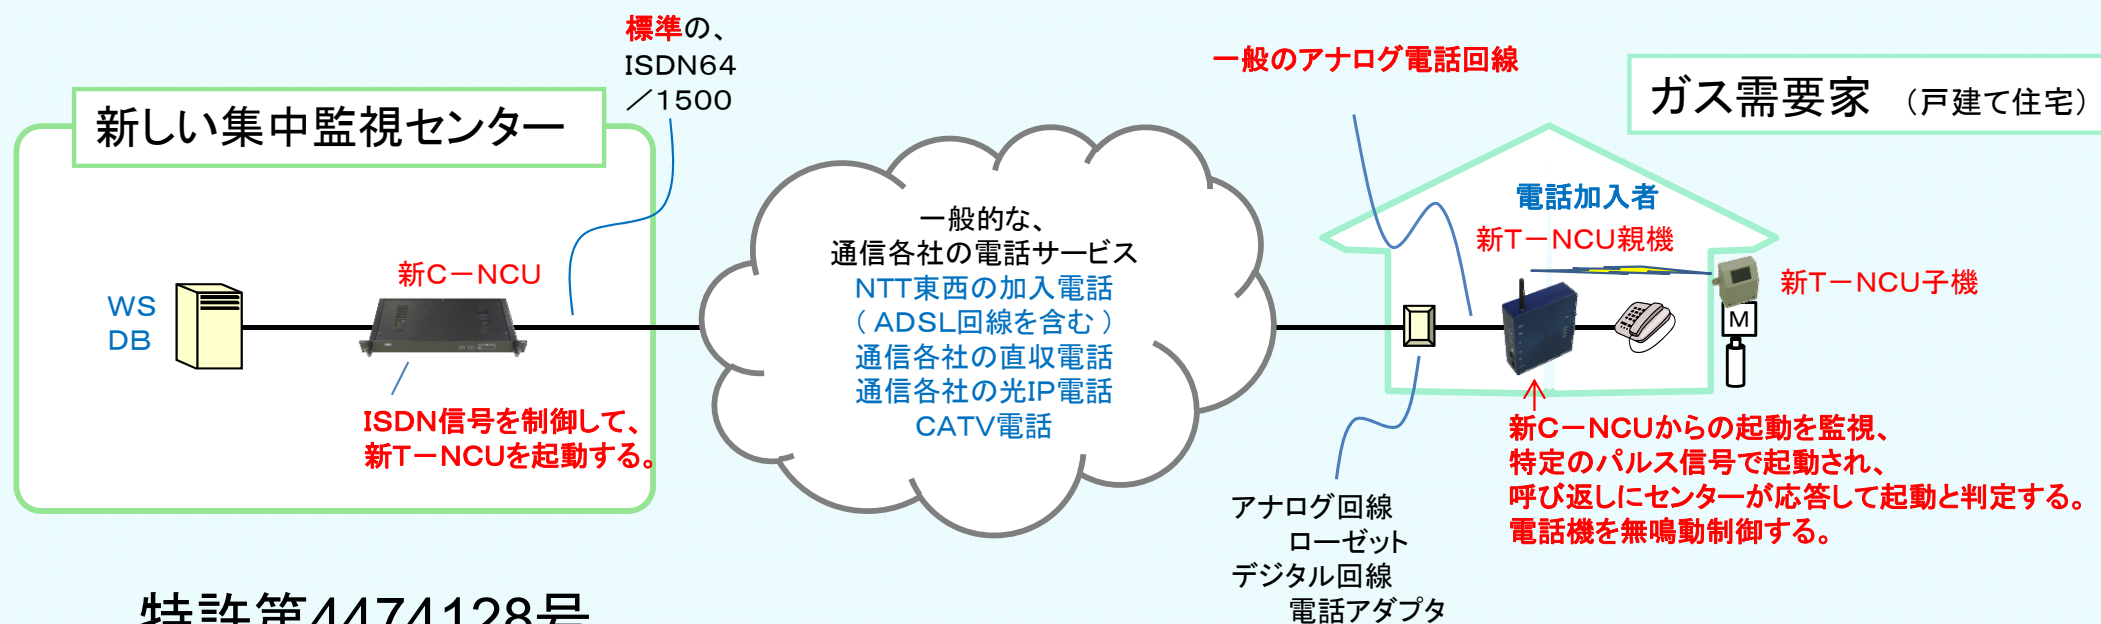 標準の、
ISDN64
／1500
新しい集中監視センター
WS
DB
新C－NCU
ISDN信号を制御して、
新T－NCUを起動する。
一般的な、
通信各社の電話サービス
NTT東西の加入電話
（ ADSL回線を含む ）
通信各社の直収電話
通信各社の光IP電話
CATV電話
一般のアナログ電話回線
ガス需要家 （戸建て住宅）
電話加入者
新T－NCU親機
新T－NCU子機
M
新C－NCUからの起動を監視、
特定のパルス信号で起動され、
呼び返しにセンターが応答して起動と判定する。
電話機を無鳴動制御する。
アナログ回線
ローゼット
デジタル回線
電話アダプタ
特許第4474128号